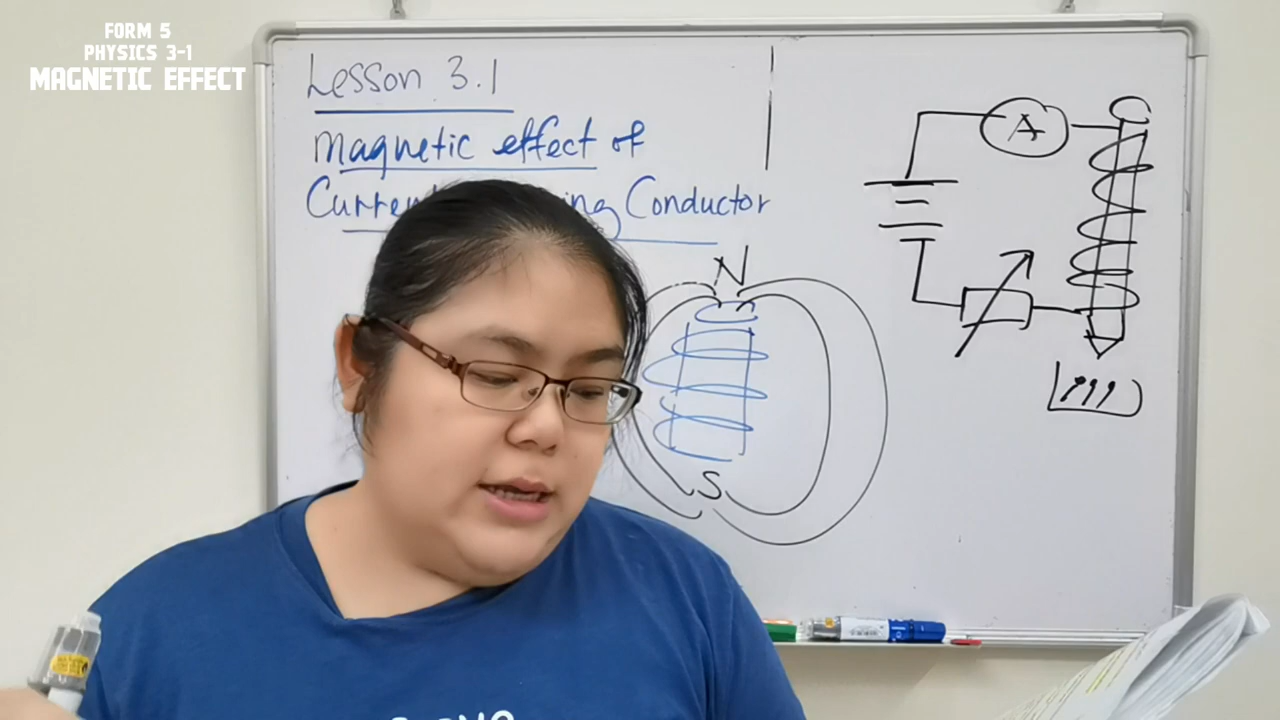 FORM 5
PHYSICS 3-1
MAGNETIC EFFECT
Lesson 3.1
Magnetic effect of
Conductor
A
N
S